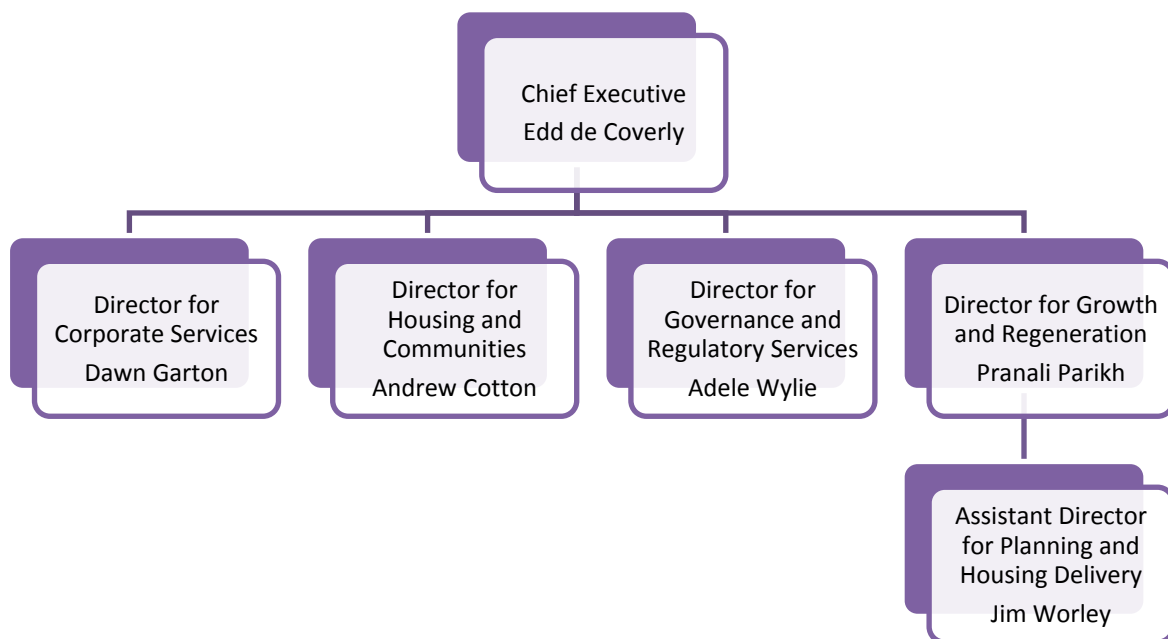 Chief Executive
Edd de Coverly
Director for
Corporate Services
Dawn Garton
Director for
Housing and
Communities
Andrew Cotton
Director for
Governance and
Regulatory Services
Adele Wylie
Director for Growth
and Regeneration
Pranali Parikh
Assistant Director
for Planning and
Housing Delivery
Jim Worley